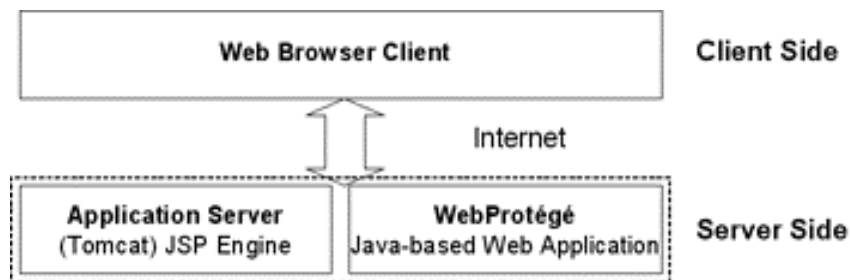 Web Browser Client
Client Side
Internet
Application Server
(Tomcat) JSP Engine
WebProtégé
Java-based Web Application
Server Side